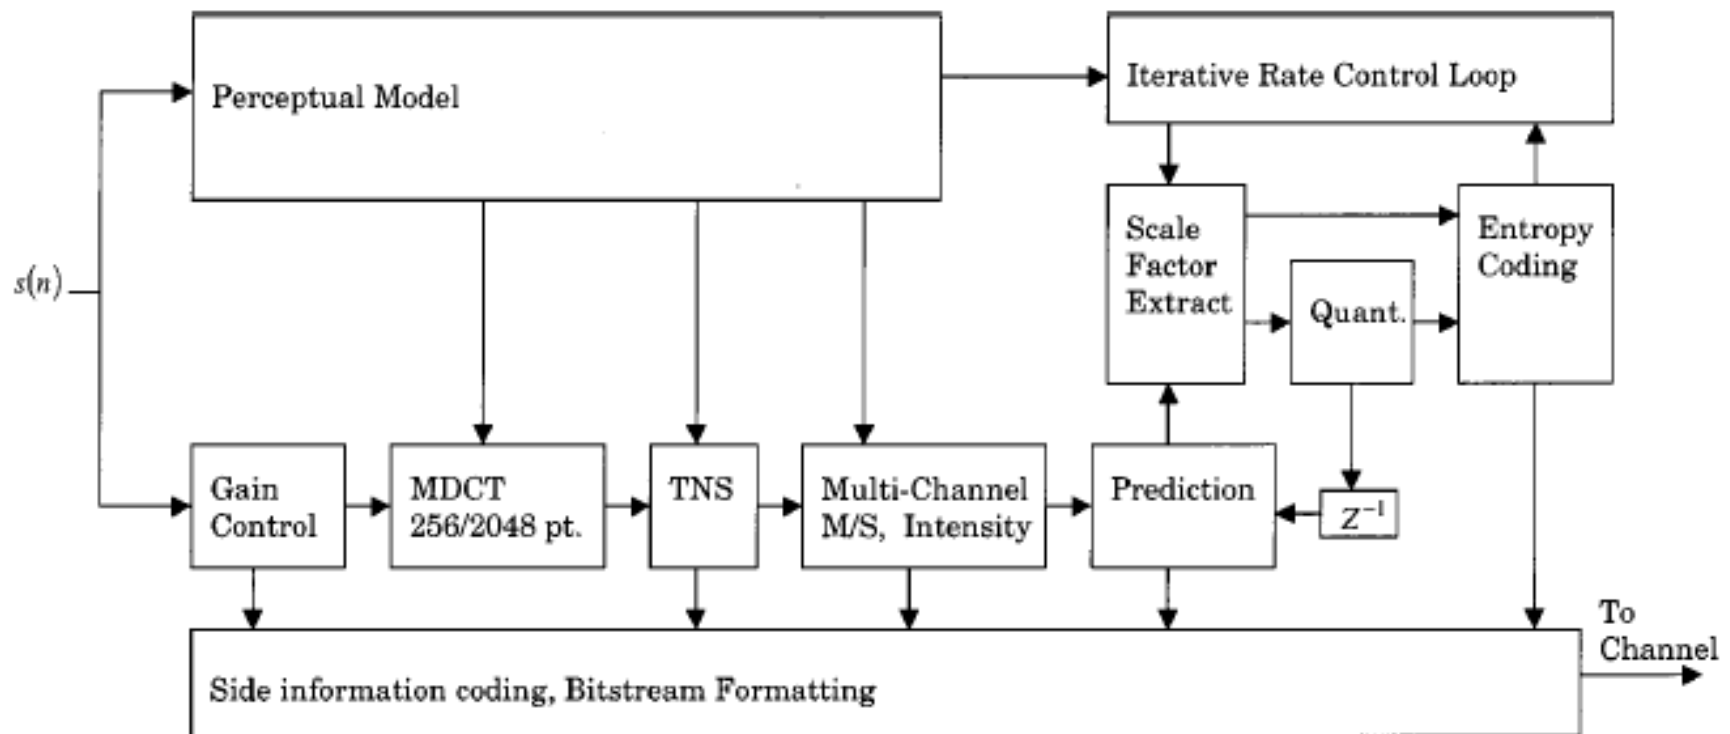 Perceptual Model
Iterative Rate Control Loop
Scale
Factor
Extract
Entropy
Coding
Quant.
s(n)
Gain
Control
MDCT
256/2048 pt.
TNS
Multi-Channel
M/S, Intensity
Prediction
Z⁻¹
To
Channel
Side information coding, Bitstream Formatting